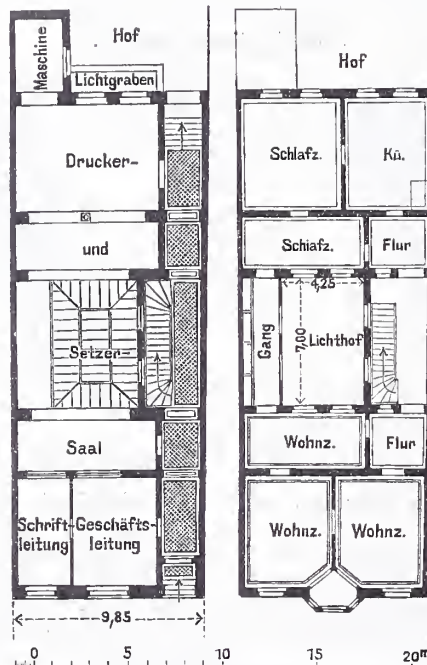 Hof
Maschine
Lichtgraben
Drucker-
und
Setzer-
Saal
Schrift-
leitung
Geschäfts-
leitung
9,85
Hof
Schlafz.
Kü.
Schlafz.
Flur
4,25
Gang
7,00
Lichthof
Wohnz.
Flur
Wohnz.
Wohnz.
0 5 10 15 20m